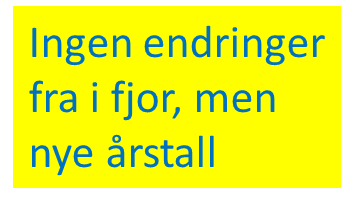 Ingen endringer
fra i fjor, men
nye årstall